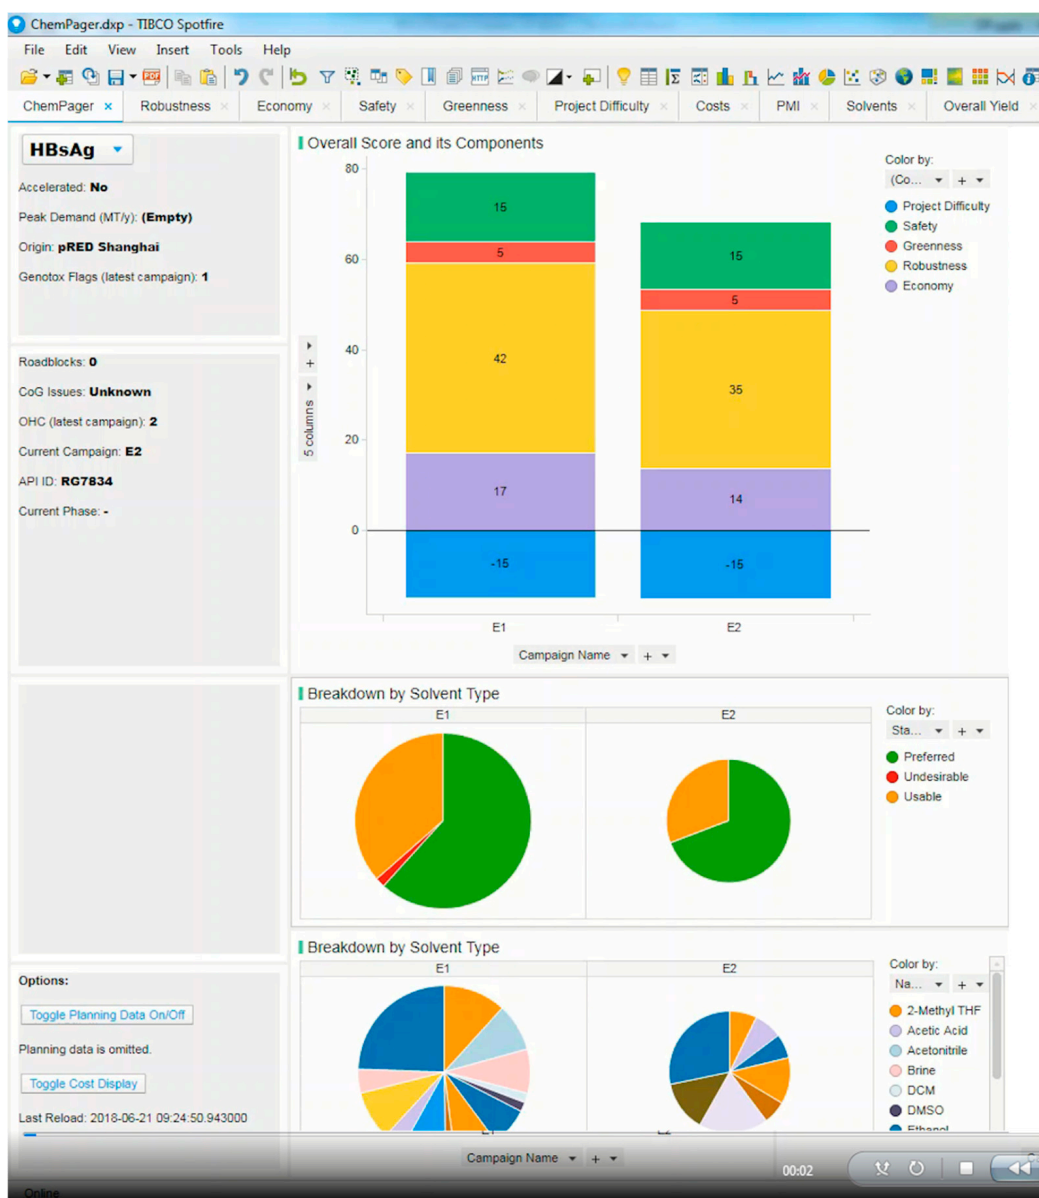 ChemPager.dxp - TIBCO Spotfire
File Edit View Insert Tools Help
ChemPager × Robustness × Economy × Safety × Greenness × Project Difficulty × Costs × PMI × Solvents × Overall Yield ×
HBsAg
Accelerated: No
Peak Demand (MT/y): (Empty)
Origin: pRED Shanghai
Genotox Flags (latest campaign): 1
Roadblocks: 0
CoG Issues: Unknown
OHC (latest campaign): 2
Current Campaign: E2
API ID: RG7834
Current Phase: -
Options:
Toggle Planning Data On/Off
Planning data is omitted.
Toggle Cost Display
Last Reload: 2018-06-21 09:24:50.943000
Overall Score and its Components
80
60
40
20
0
5 columns
+
15
5
42
17
-15
15
5
35
14
-15
E1 E2
Campaign Name +
Color by:
(Co... +
Project Difficulty
Safety
Greenness
Robustness
Economy
Breakdown by Solvent Type
E1 E2
Color by:
Sta... +
Preferred
Undesirable
Usable
Breakdown by Solvent Type
E1 E2
Color by:
Na... +
2-Methyl THF
Acetic Acid
Acetonitrile
Brine
DCM
DMSO
Ethanol
E1 E2
Campaign Name +
00:02
Online